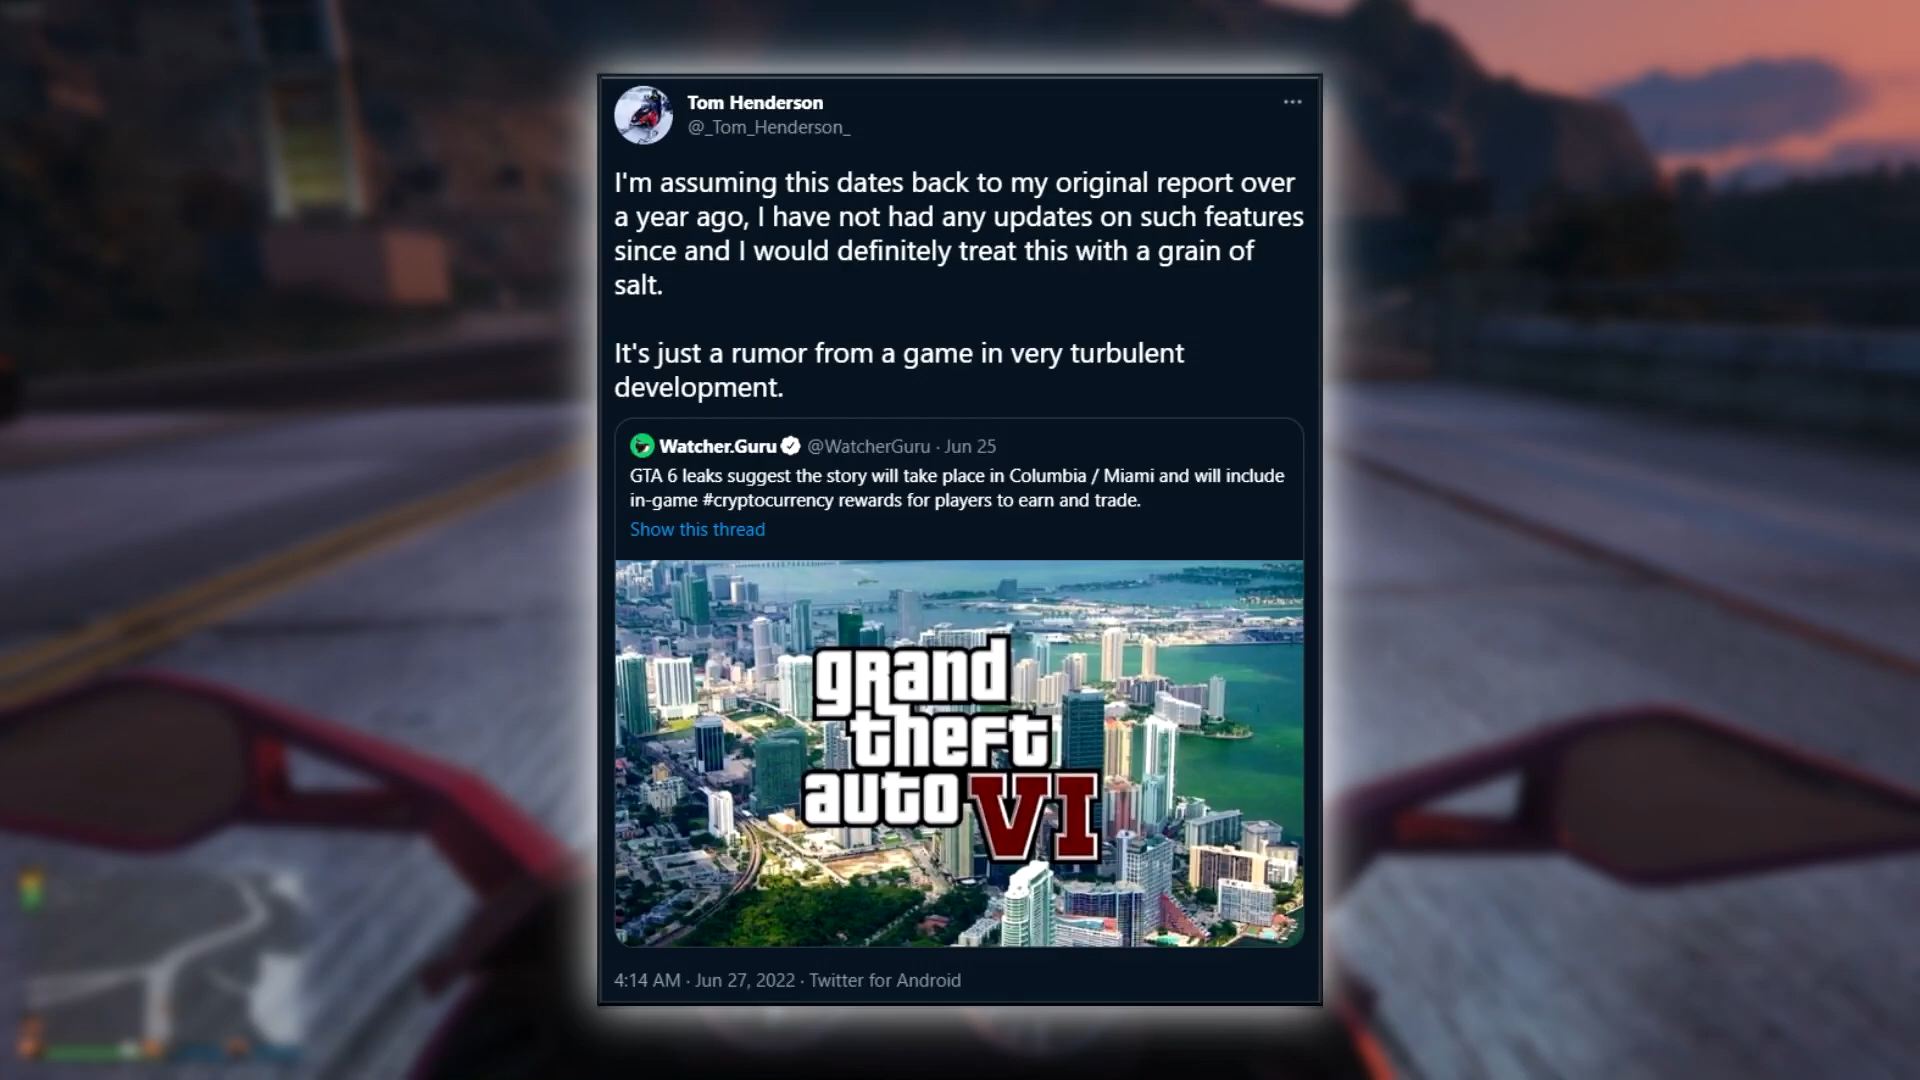 Tom Henderson
@_Tom_Henderson_
I'm assuming this dates back to my original report over
a year ago, I have not had any updates on such features
since and I would definitely treat this with a grain of
salt.
It's just a rumor from a game in very turbulent
development.
Watcher.Guru @WatcherGuru · Jun 25
GTA 6 leaks suggest the story will take place in Columbia / Miami and will include
in-game #cryptocurrency rewards for players to earn and trade.
Show this thread
grand
theft
auto VI
4:14 AM · Jun 27, 2022 · Twitter for Android